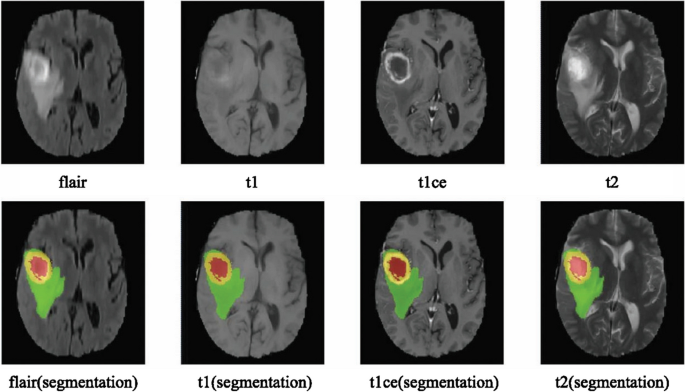 flair
t1
t1ce
t2
flair(segmentation)
t1(segmentation)
t1ce(segmentation)
t2(segmentation)